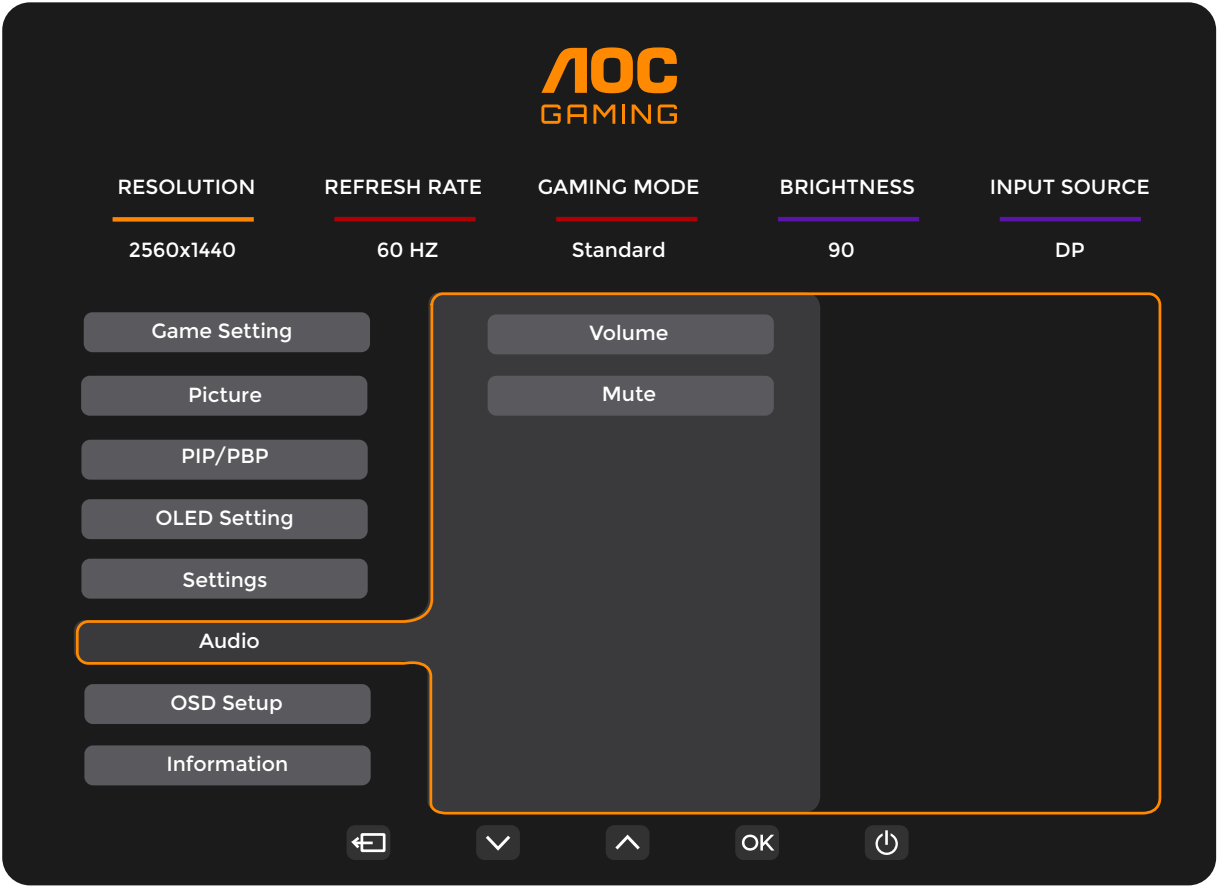 AOC
GAMING
RESOLUTION REFRESH RATE GAMING MODE BRIGHTNESS INPUT SOURCE
2560x1440 60 HZ Standard 90 DP
Game Setting
Volume
Picture
Mute
PIP/PBP
OLED Setting
Settings
Audio
OSD Setup
Information
OK